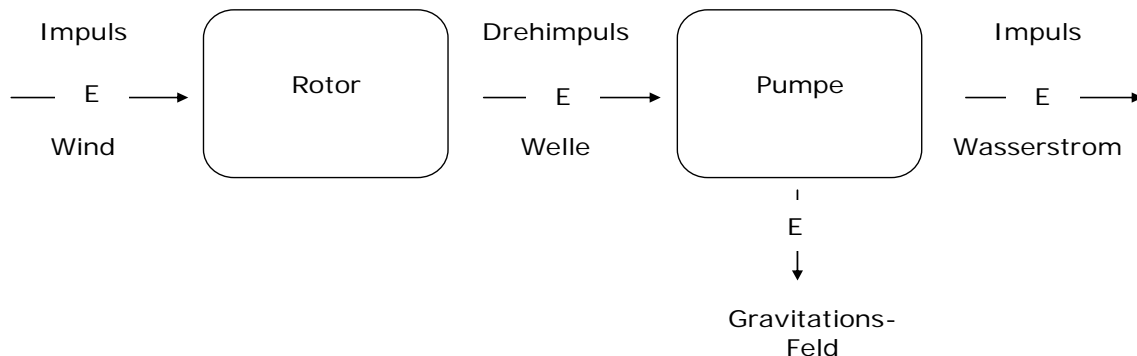 Impuls
Drehimpuls
Impuls
Rotor
Pumpe
E
E
E
Wind
Welle
Wasserstrom
E
Gravitations-
Feld